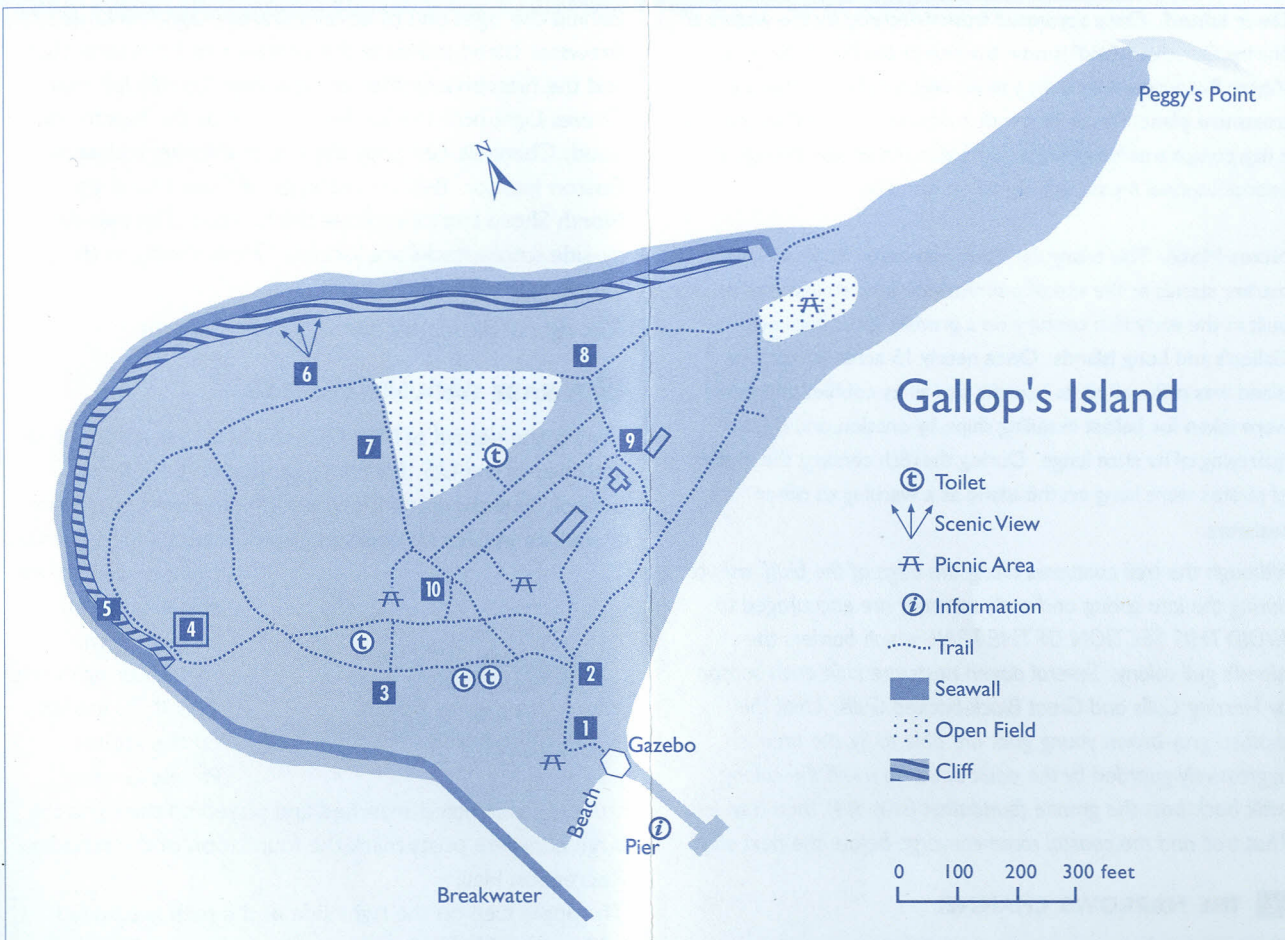 Peggy's Point
N
Gallop's Island
t Toilet
Scenic View
Picnic Area
i Information
Trail
Seawall
Open Field
Cliff
6
8
7
t
9
10
5
4
t
3
t t
2
1
Gazebo
Beach
i
Pier
Breakwater
0 100 200 300 feet